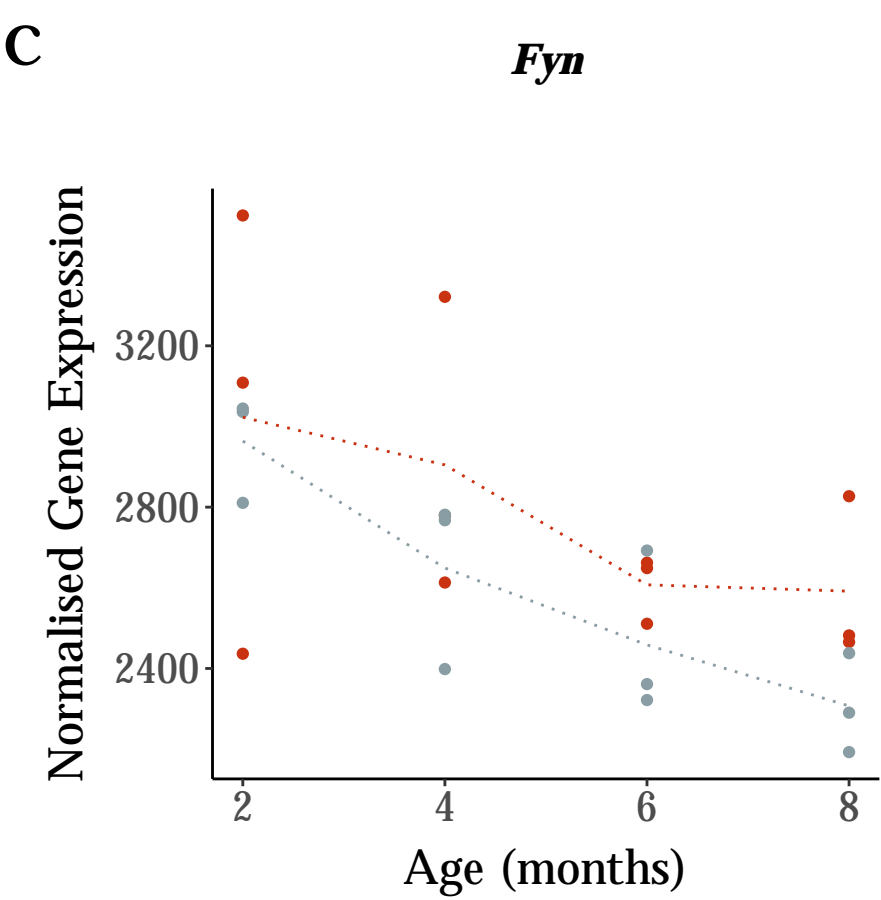 C
Fyn
Normalised Gene Expression
3200
2800
2400
2 4 6 8
Age (months)